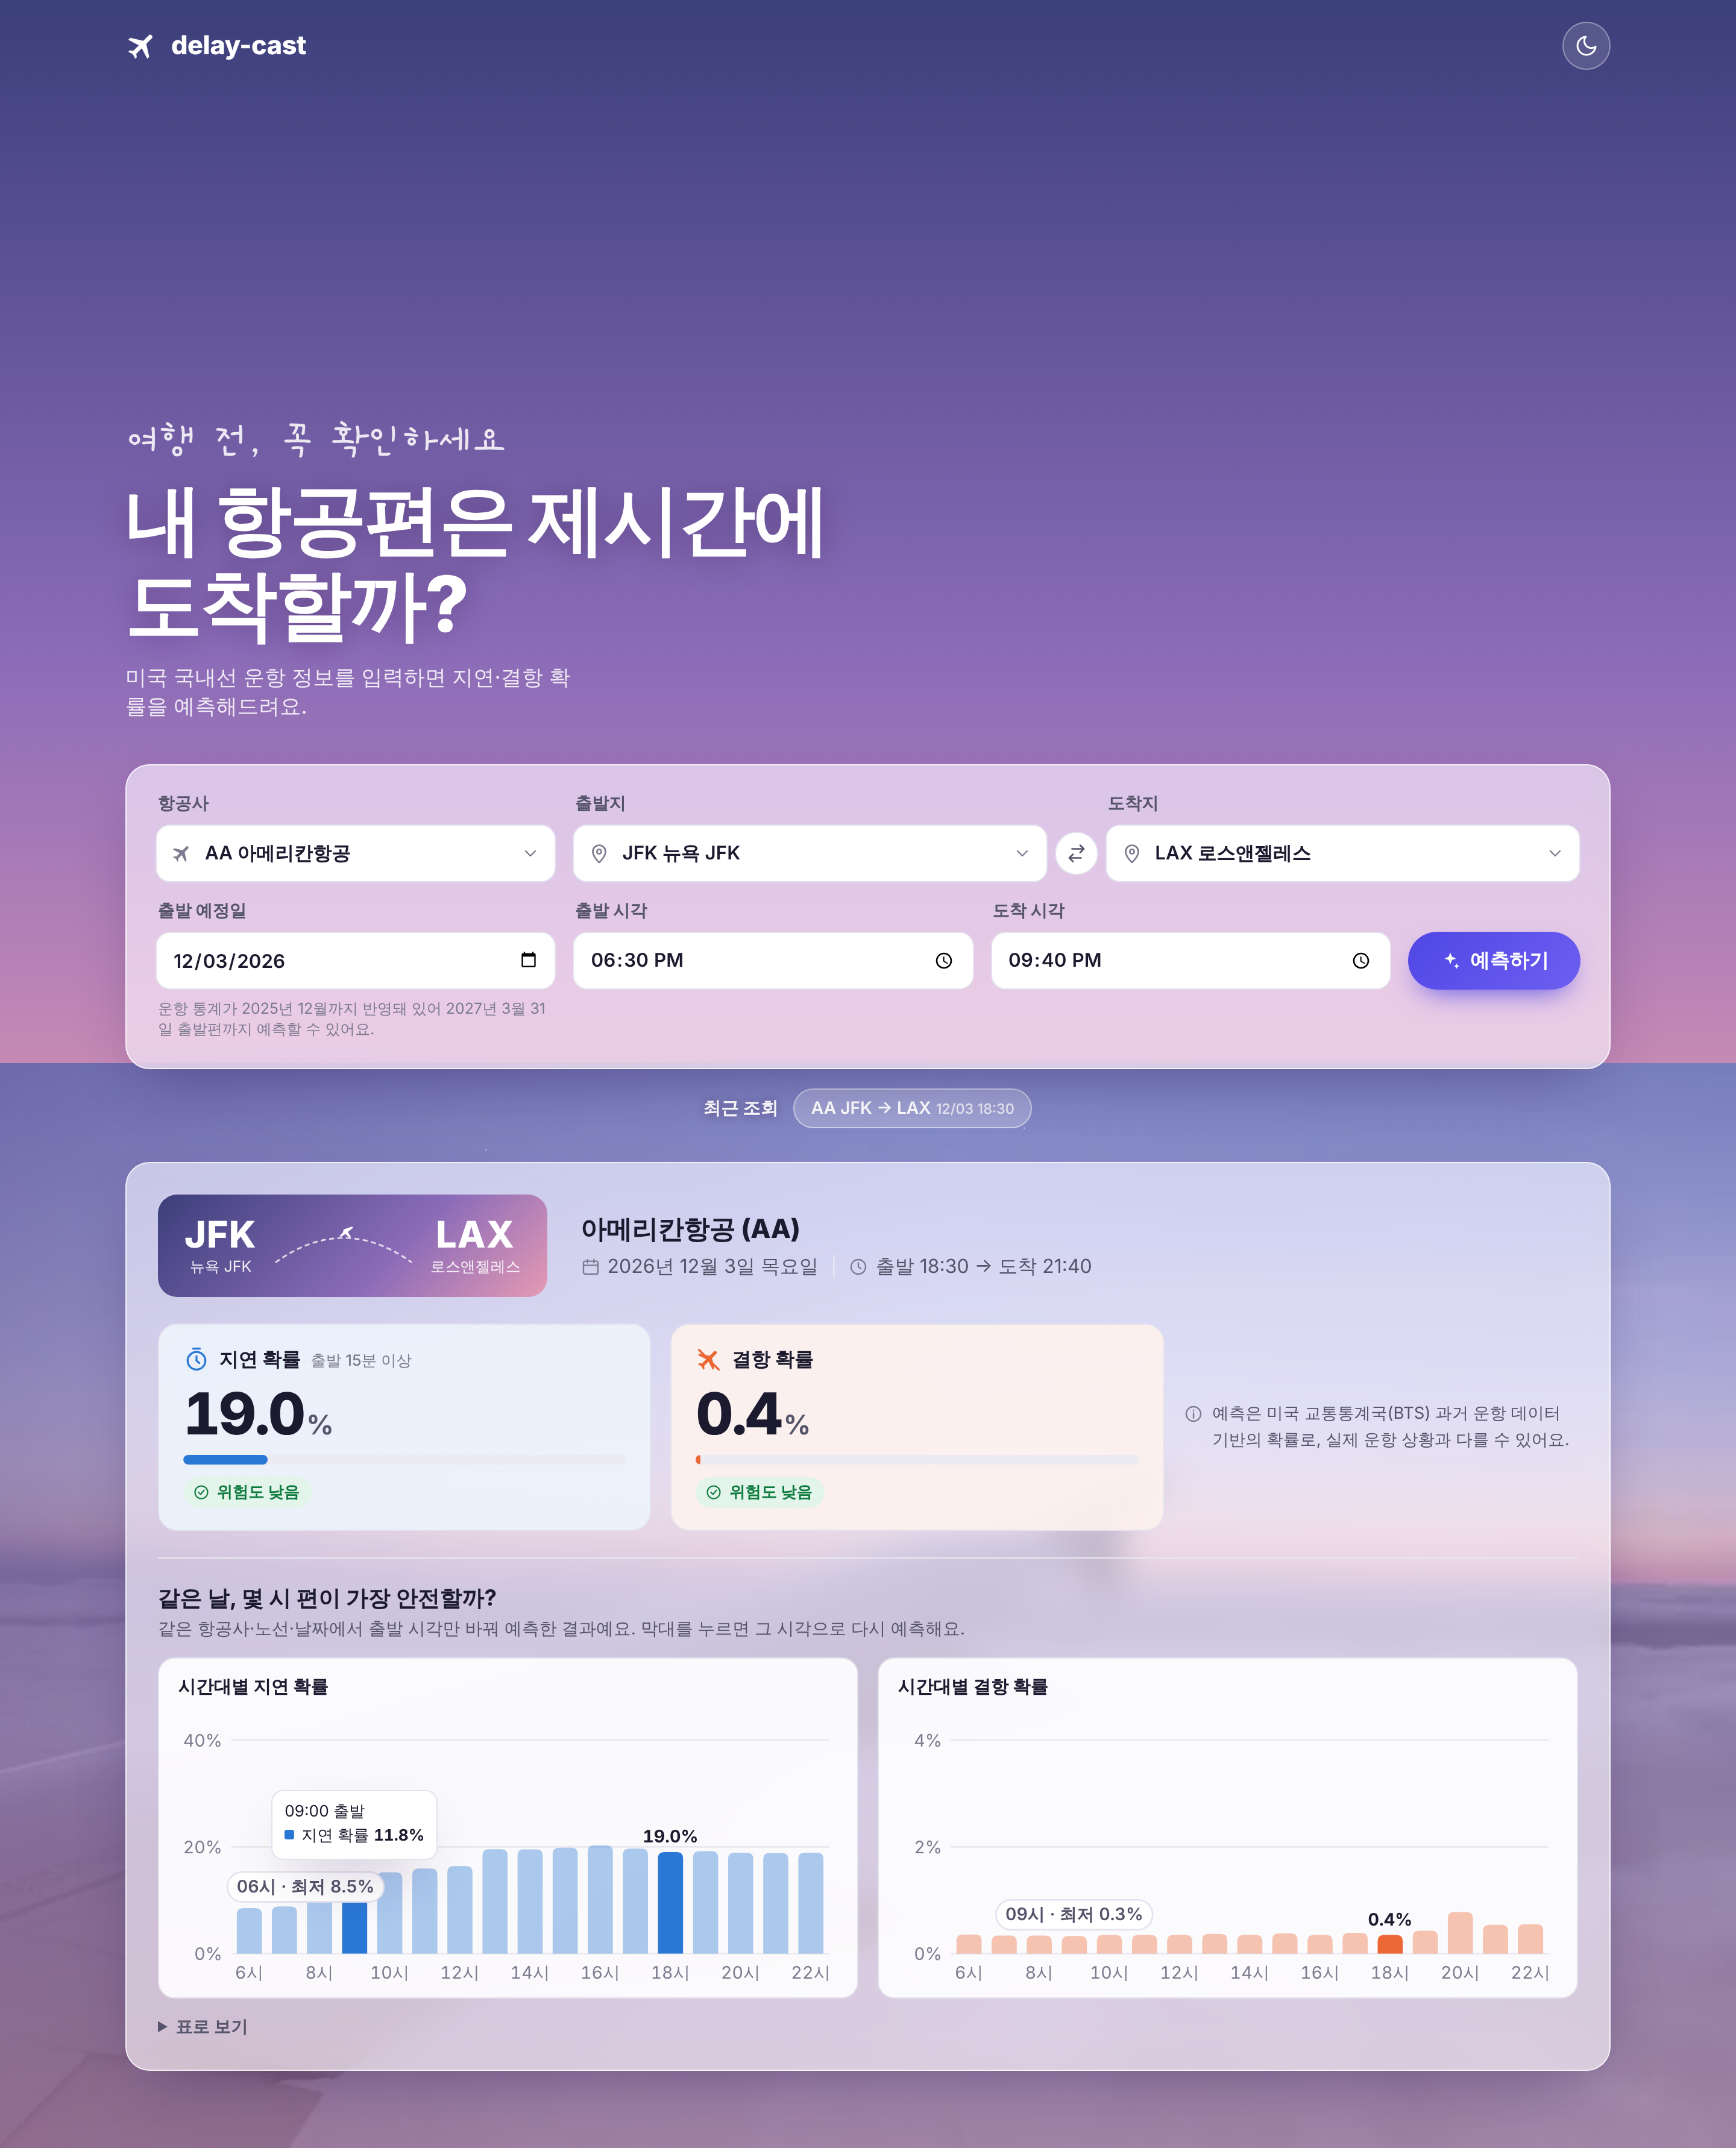 delay-cast
여행 전, 꼭 확인하세요
내 항공편은 제시간에
도착할까?
미국 국내선 운항 정보를 입력하면 지연·결항 확
률을 예측해드려요.
항공사
출발지
도착지
AA 아메리칸항공
JFK 뉴욕 JFK
LAX 로스앤젤레스
출발 예정일
출발 시각
도착 시각
12/03/2026
06:30 PM
09:40 PM
예측하기
운항 통계가 2025년 12월까지 반영돼 있어 2027년 3월 31
일 출발편까지 예측할 수 있어요.
최근 조회
AA JFK → LAX 12/03 18:30
JFK
뉴욕 JFK
LAX
로스앤젤레스
아메리칸항공 (AA)
2026년 12월 3일 목요일
출발 18:30 → 도착 21:40
지연 확률 출발 15분 이상
19.0%
위험도 낮음
결항 확률
0.4%
위험도 낮음
예측은 미국 교통통계국(BTS) 과거 운항 데이터
기반의 확률로, 실제 운항 상황과 다를 수 있어요.
같은 날, 몇 시 편이 가장 안전할까?
같은 항공사·노선·날짜에서 출발 시각만 바꿔 예측한 결과예요. 막대를 누르면 그 시각으로 다시 예측해요.
시간대별 지연 확률
40%
20%
0%
09:00 출발
지연 확률 11.8%
06시 · 최저 8.5%
19.0%
6시 8시 10시 12시 14시 16시 18시 20시 22시
시간대별 결항 확률
4%
2%
0%
09시 · 최저 0.3%
0.4%
6시 8시 10시 12시 14시 16시 18시 20시 22시
표로 보기